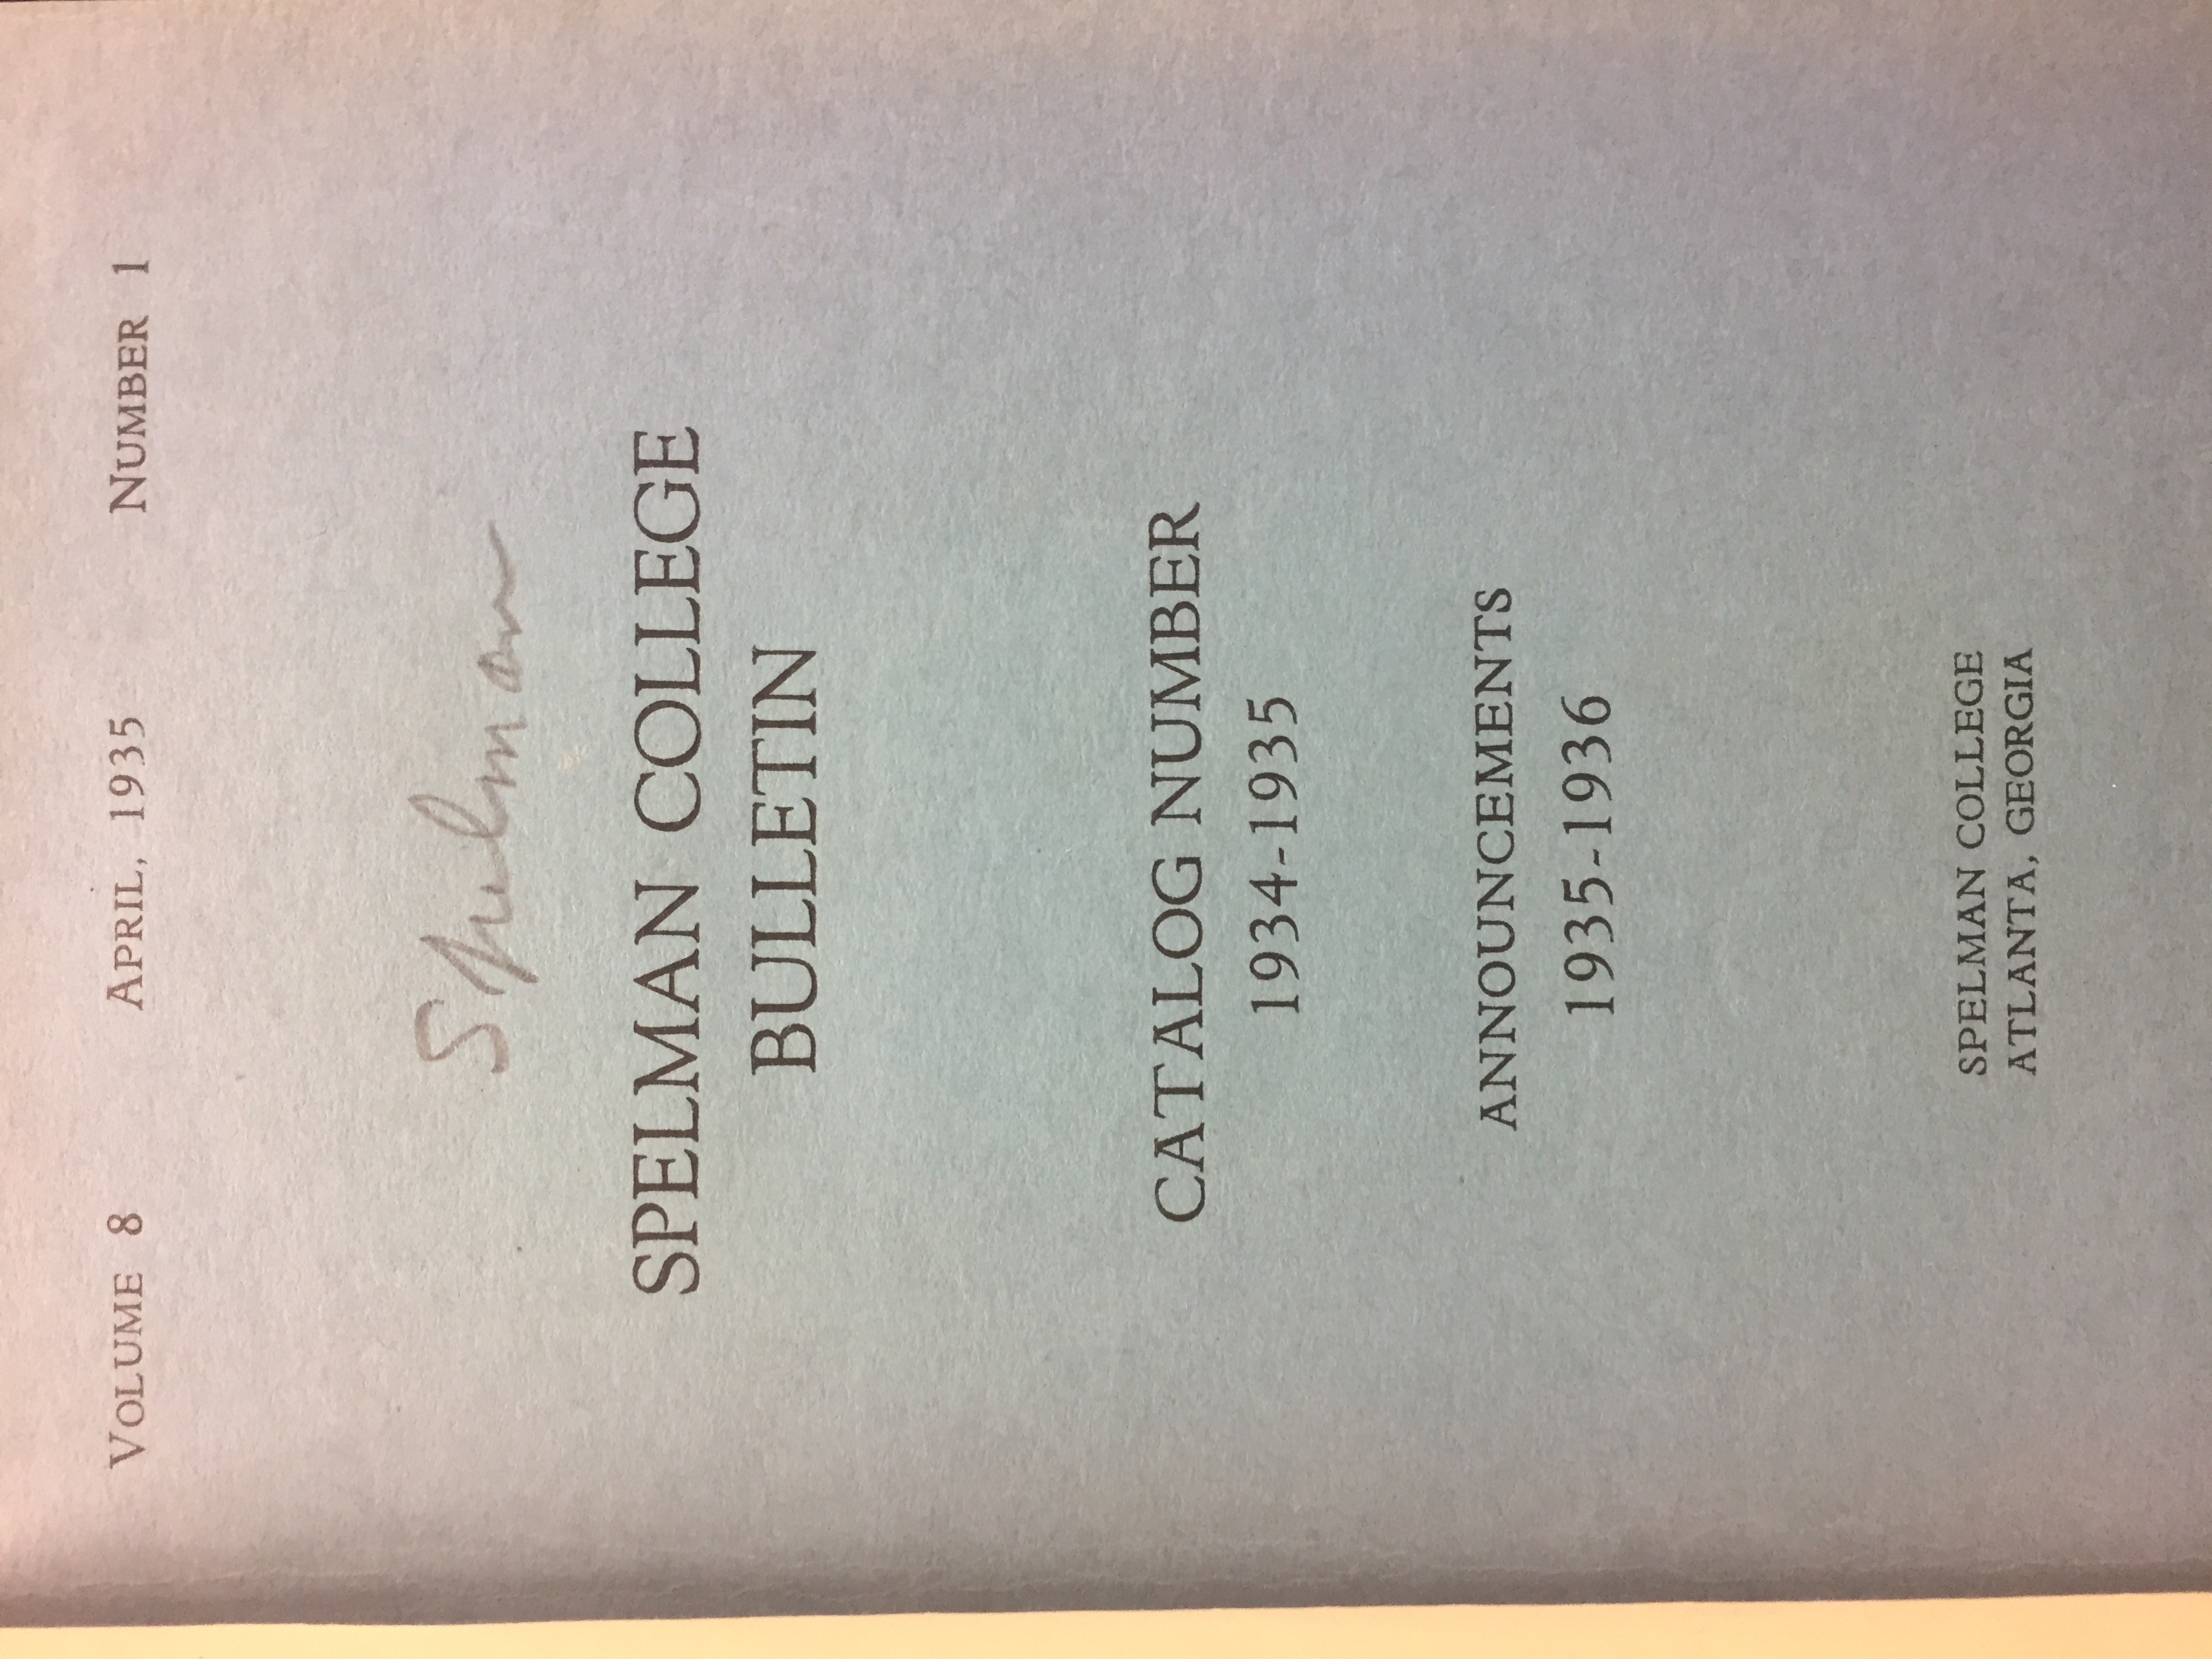 VOLUME 8 APRIL, 1935 NUMBER 1
Spelman
SPELMAN COLLEGE
BULLETIN
CATALOG NUMBER
1934-1935
ANNOUNCEMENTS
1935-1936
SPELMAN COLLEGE
ATLANTA, GEORGIA